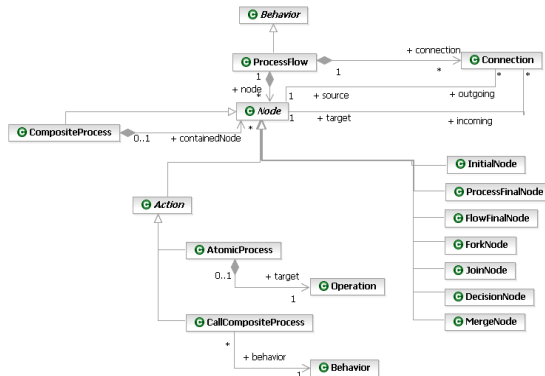 Behavior
ProcessFlow
+ connection
Connection
1
1
*
*
*
+ node
*
1
+ source
+ outgoing
Node
1
+ target
+ incoming
CompositeProcess
0..1
+ containedNode
*
InitialNode
ProcessFinalNode
Action
FlowFinalNode
ForkNode
AtomicProcess
JoinNode
0..1
+ target
1
Operation
DecisionNode
CallCompositeProcess
MergeNode
*
+ behavior
1
Behavior